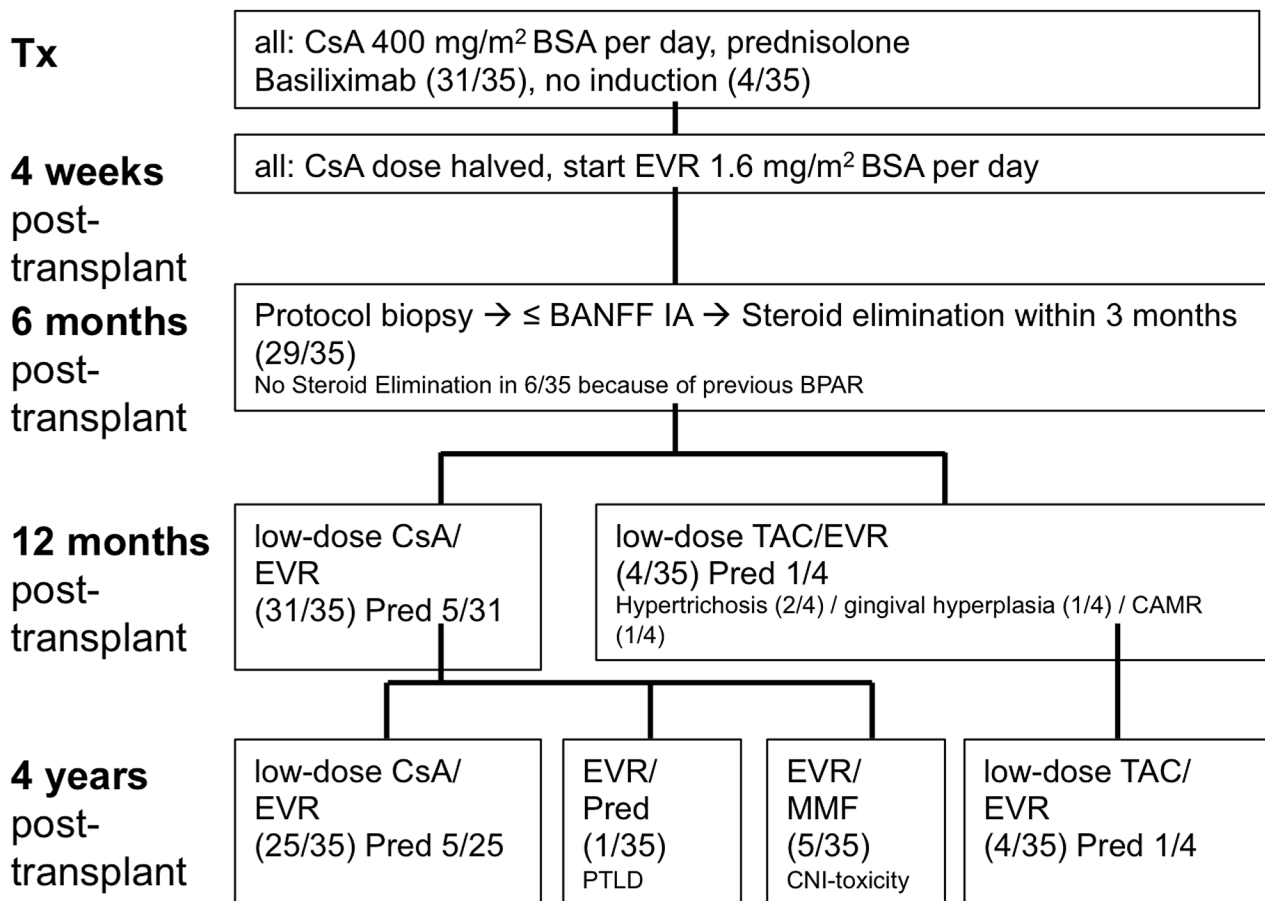 Tx
all: CsA 400 mg/m² BSA per day, prednisolone
Basiliximab (31/35), no induction (4/35)
4 weeks
post-
transplant
all: CsA dose halved, start EVR 1.6 mg/m² BSA per day
6 months
post-
transplant
Protocol biopsy → ≤ BANFF IA → Steroid elimination within 3 months
(29/35)
No Steroid Elimination in 6/35 because of previous BPAR
12 months
post-
transplant
low-dose CsA/
EVR
(31/35) Pred 5/31
low-dose TAC/EVR
(4/35) Pred 1/4
Hypertrichosis (2/4) / gingival hyperplasia (1/4) / CAMR
(1/4)
4 years
post-
transplant
low-dose CsA/
EVR
(25/35) Pred 5/25
EVR/
Pred
(1/35)
PTLD
EVR/
MMF
(5/35)
CNI-toxicity
low-dose TAC/
EVR
(4/35) Pred 1/4